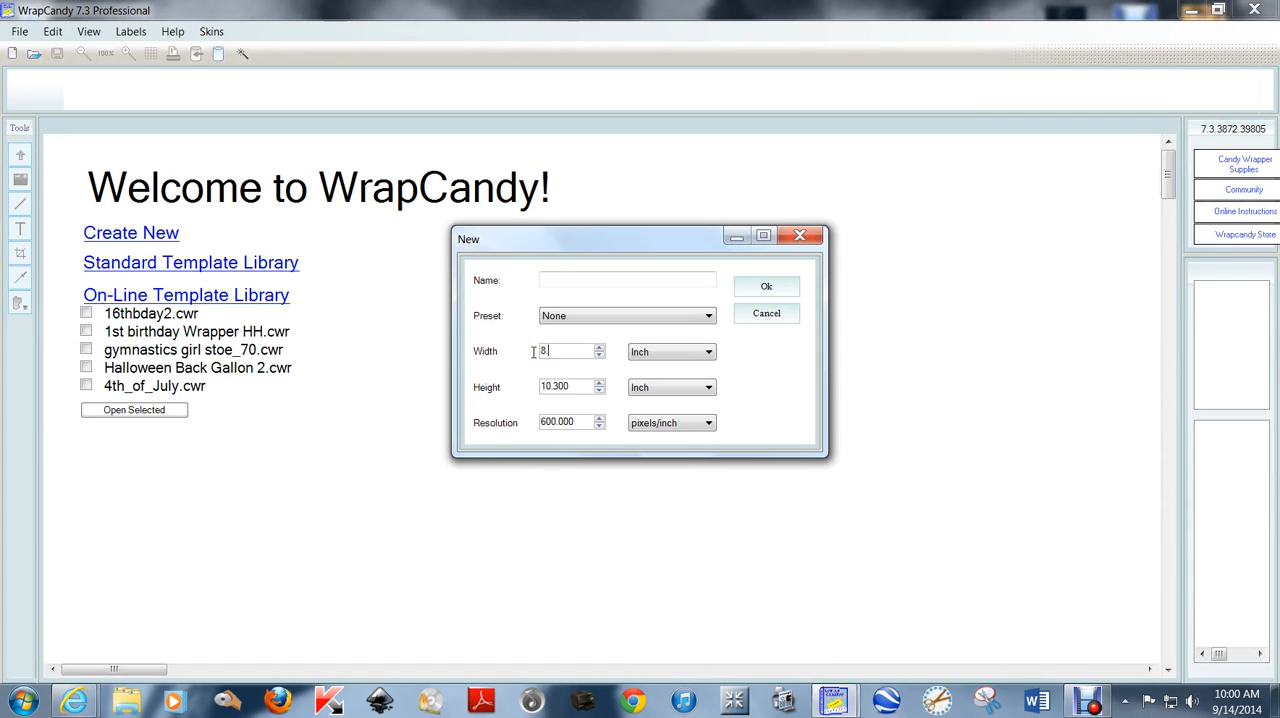 WrapCandy 7.3 Professional
File Edit View Labels Help Skins
100%
Tools
7.3.3872.39805
Welcome to WrapCandy!
Create New
Standard Template Library
On-Line Template Library
16thbday2.cwr
1st birthday Wrapper HH.cwr
gymnastics girl stoe_70.cwr
Halloween Back Gallon 2.cwr
4th_of_July.cwr
Open Selected
New
Name:
Ok
Preset: None
Cancel
Width 8. Inch
Height 10.300 Inch
Resolution 600.000 pixels/inch
Candy Wrapper
Supplies
Community
Online Instructions
Wrapcandy Store
10:00 AM
9/14/2014